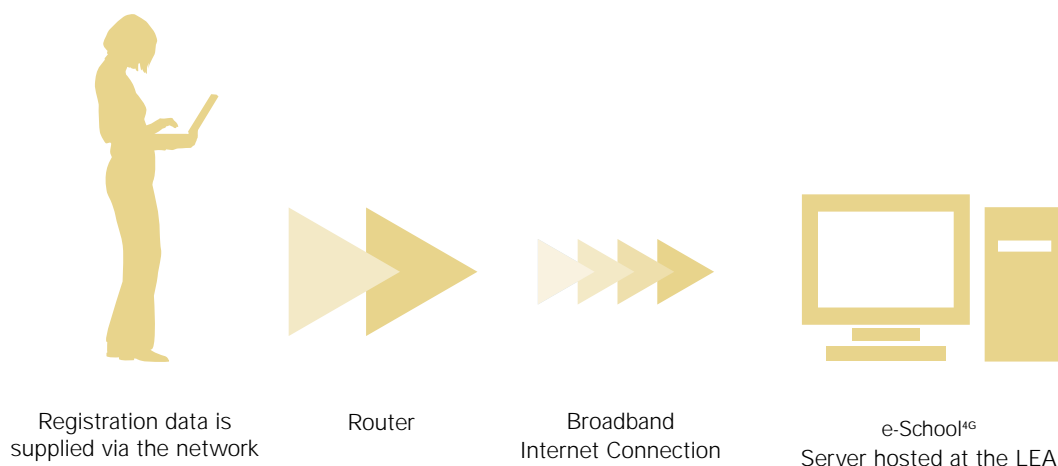 Registration data is
supplied via the network
Router
Broadband
Internet Connection
e-School⁴ᴳ
Server hosted at the LEA